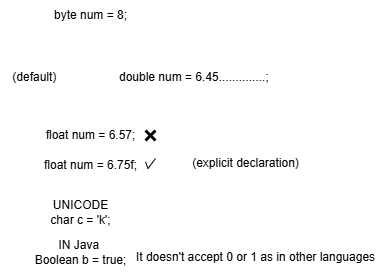 byte num = 8;
(default) double num = 6.45..............;
float num = 6.57; ✖
float num = 6.75f; ✓ (explicit declaration)
UNICODE
char c = 'k';
IN Java
Boolean b = true; It doesn't accept 0 or 1 as in other languages